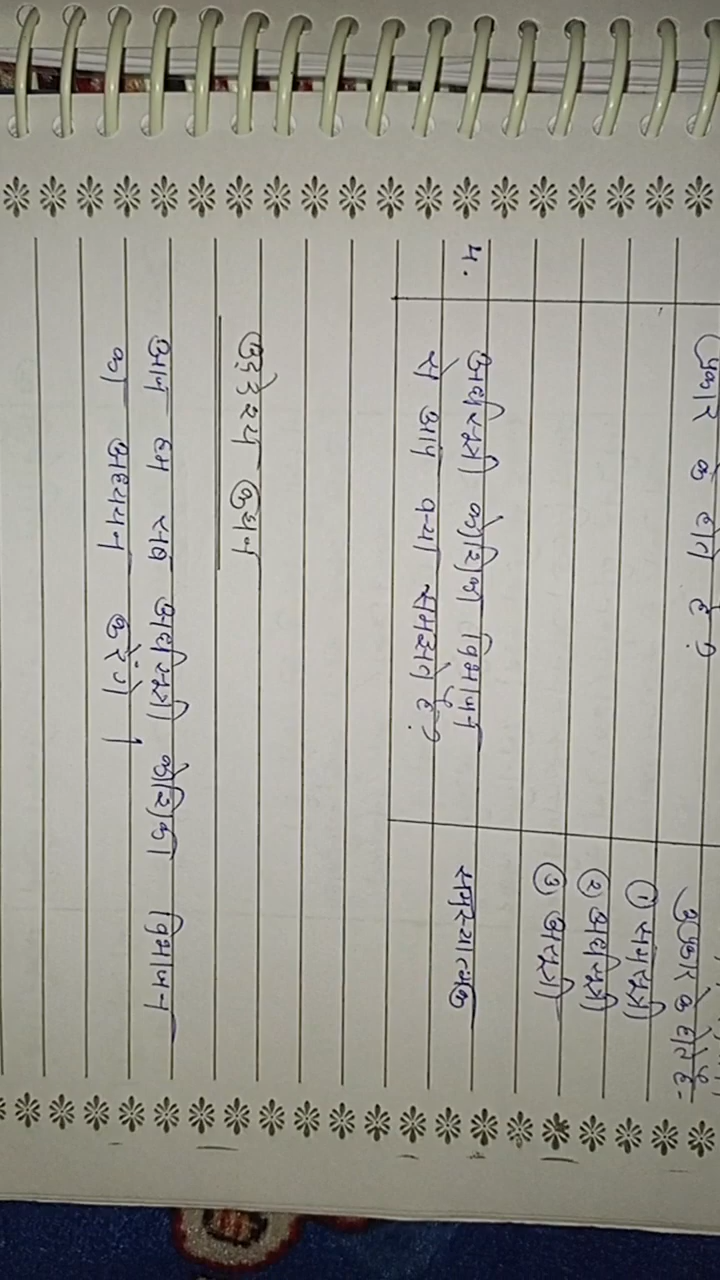 प्रकार के होते है?
प्रकार के होते है-
① समसूत्री
② अर्धसूत्री
③ असूत्री
4. अर्धसूत्री कोशिका विभाजन
से आप क्या समझते है?
समस्यात्मक
उद्देश्य कथन
आज हम सब अर्धसूत्री कोशिका विभाजन
का अध्ययन करेंगे।